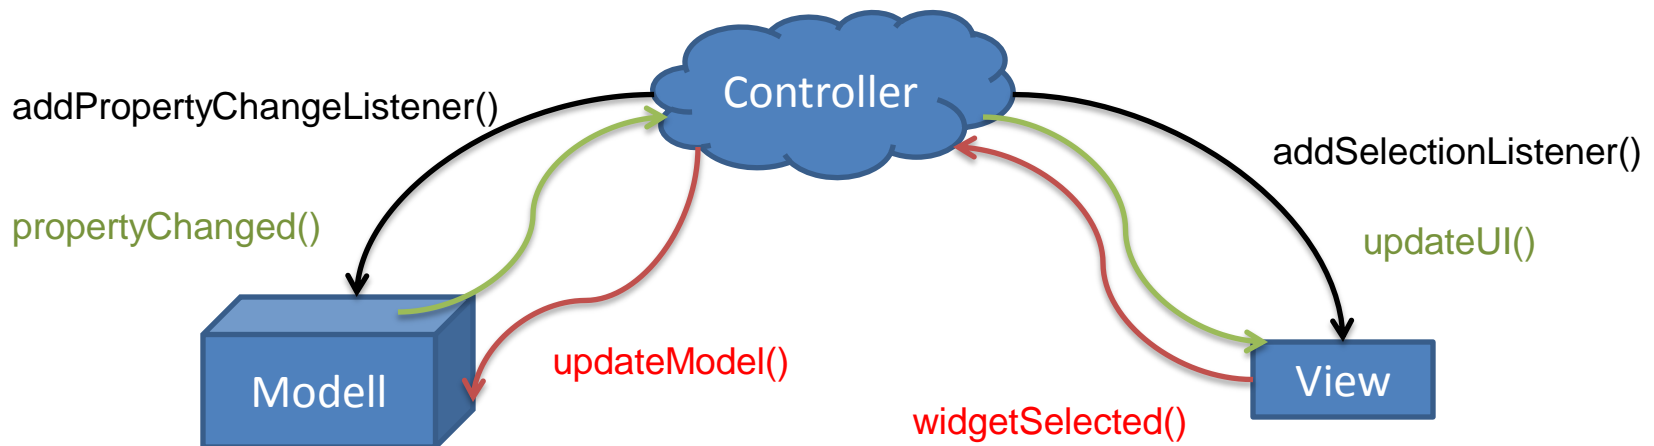 Controller
addPropertyChangeListener()
addSelectionListener()
propertyChanged()
updateUI()
updateModel()
Modell
View
widgetSelected()